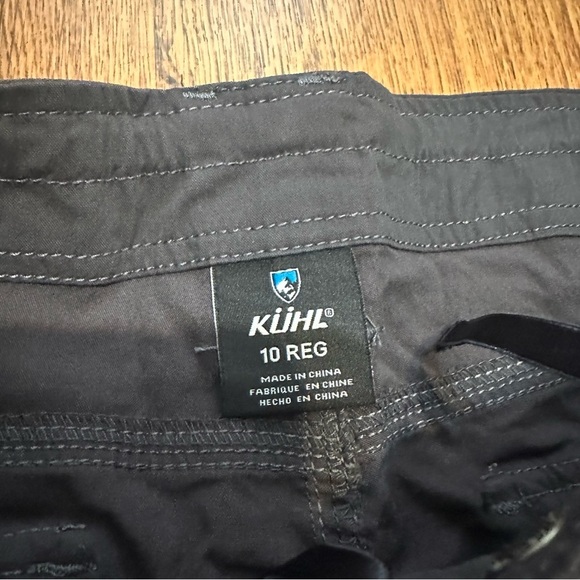 KÜHL®
10 REG
MADE IN CHINA
FABRIQUE EN CHINE
HECHO EN CHINA